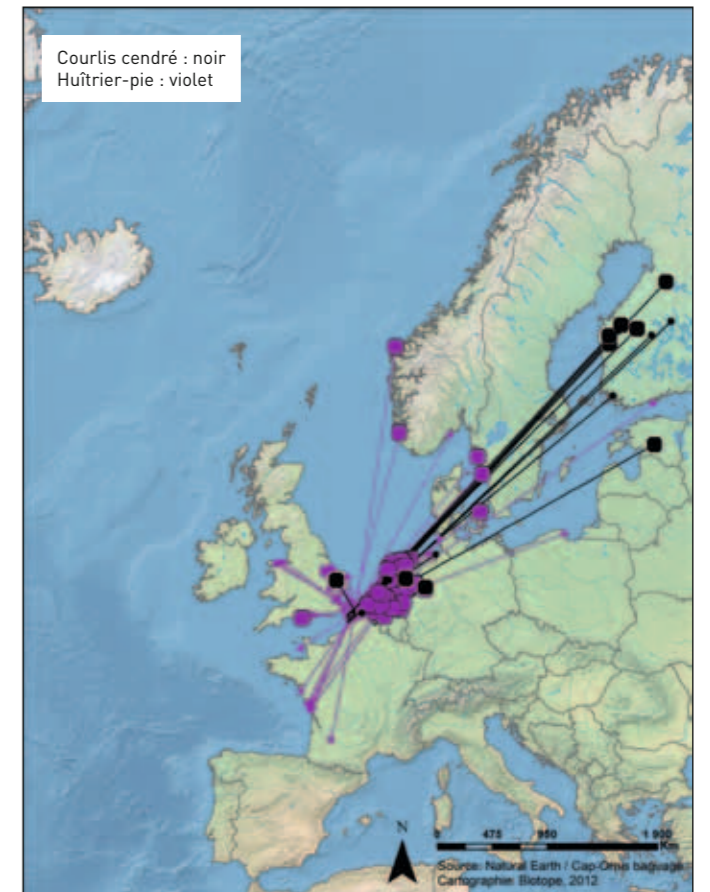 Courlis cendré : noir
Huîtrier-pie : violet
N
0 475 950 1 900
Km
Source: Natural Earth / Cap-Ornis baguage
Cartographie: Biotope, 2012